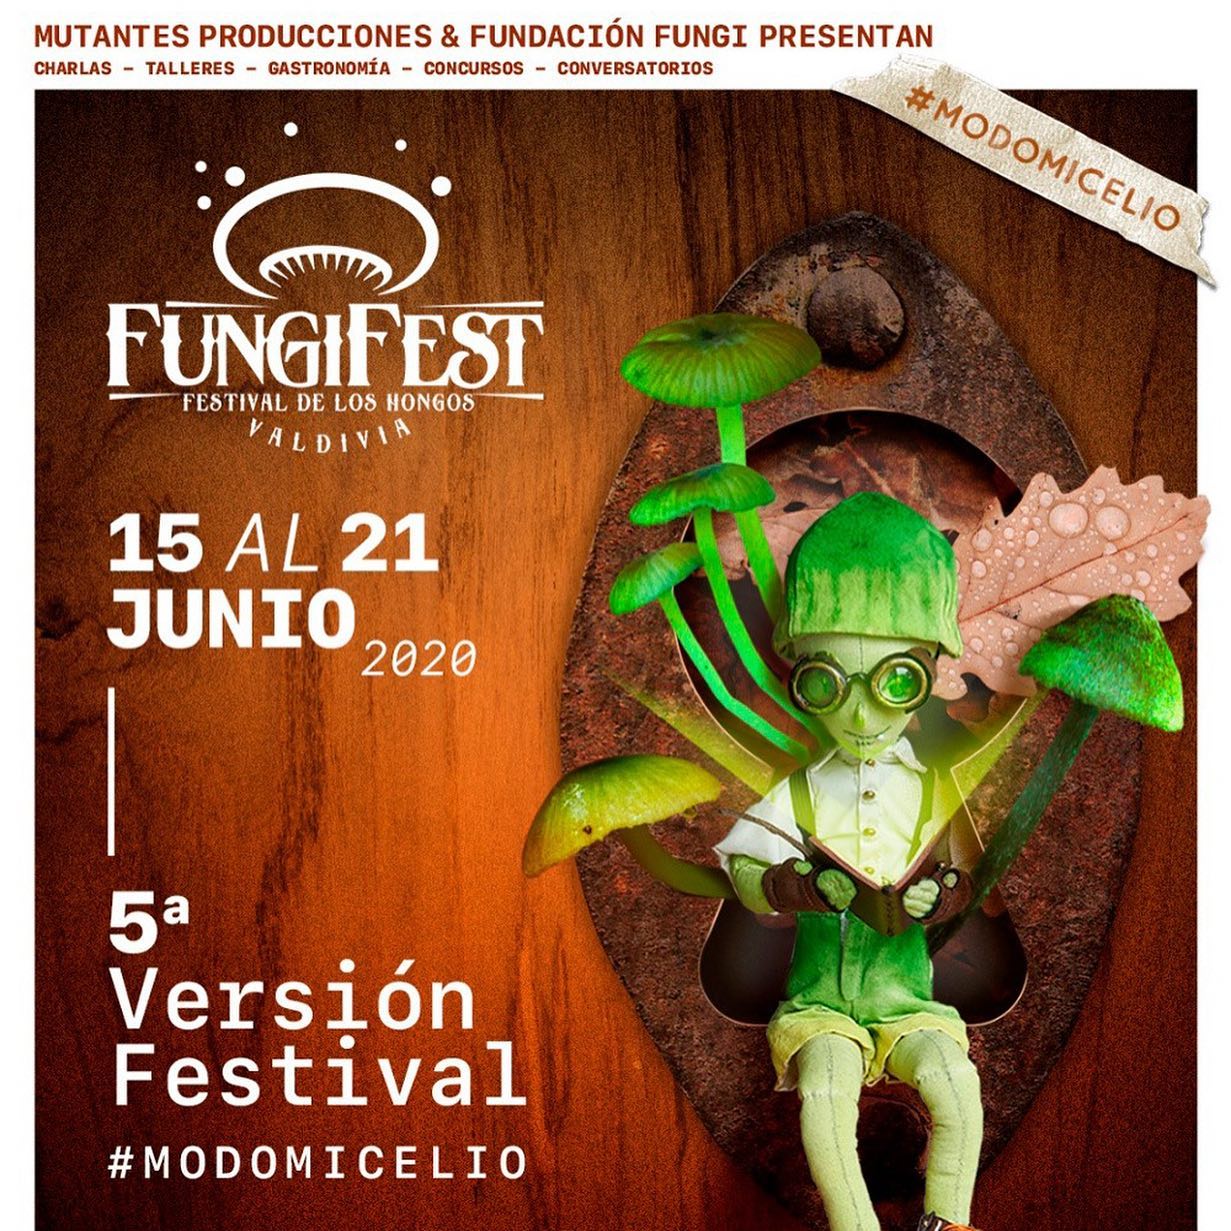 MUTANTES PRODUCCIONES & FUNDACIÓN FUNGI PRESENTAN
CHARLAS – TALLERES – GASTRONOMÍA – CONCURSOS – CONVERSATORIOS
#MODOMICELIO
FUNGIFEST
FESTIVAL DE LOS HONGOS
VALDIVIA
15 AL 21
JUNIO
2020
5ª
Versión
Festival
#MODOMICELIO